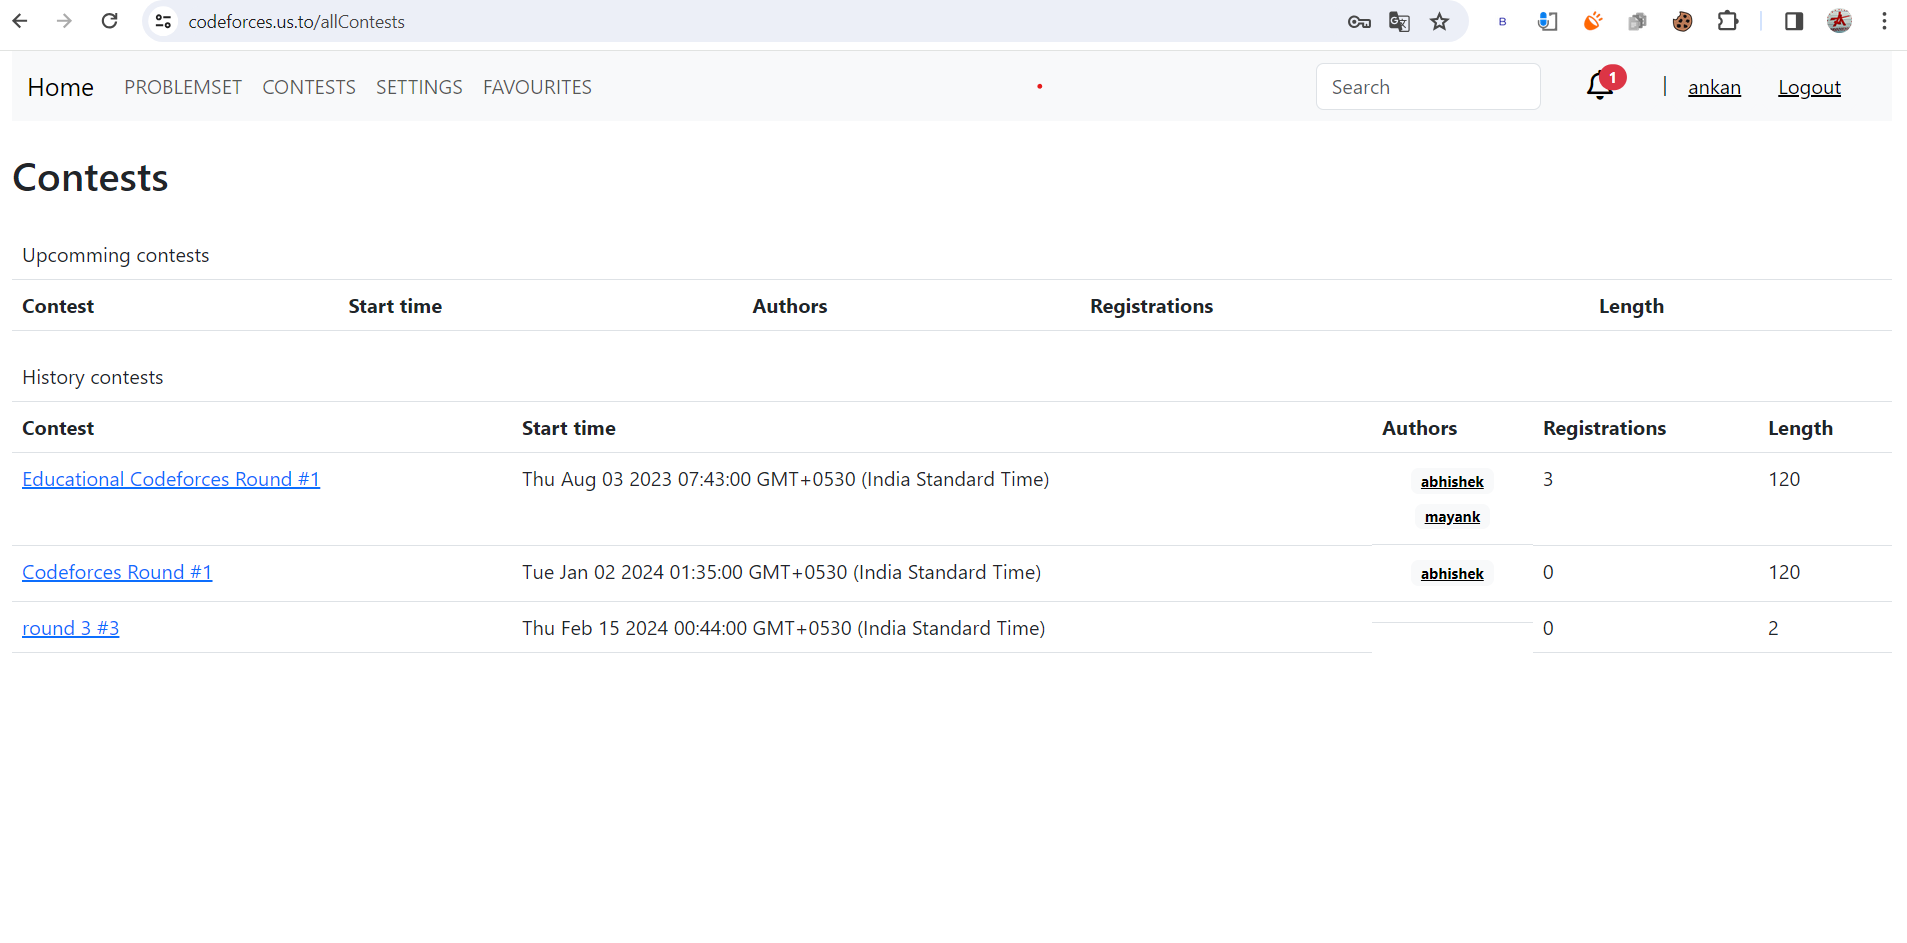 codeforces.us.to/allContests
B
Home PROBLEMSET CONTESTS SETTINGS FAVOURITES Search 1 | ankan Logout
Contests
Upcomming contests
Contest Start time Authors Registrations Length
History contests
Contest Start time Authors Registrations Length
Educational Codeforces Round #1 Thu Aug 03 2023 07:43:00 GMT+0530 (India Standard Time) abhishek 3 120
mayank
Codeforces Round #1 Tue Jan 02 2024 01:35:00 GMT+0530 (India Standard Time) abhishek 0 120
round 3 #3 Thu Feb 15 2024 00:44:00 GMT+0530 (India Standard Time) 0 2